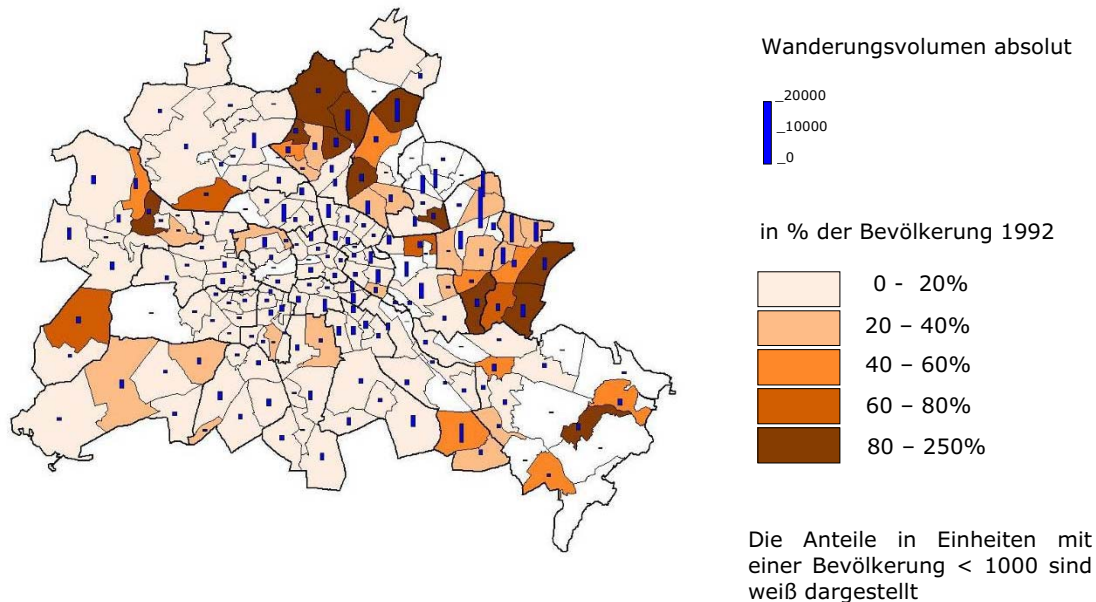 Wanderungsvolumen absolut
_20000
_10000
_0
in % der Bevölkerung 1992
0 - 20%
20 – 40%
40 – 60%
60 – 80%
80 – 250%
Die Anteile in Einheiten mit
einer Bevölkerung < 1000 sind
weiß dargestellt